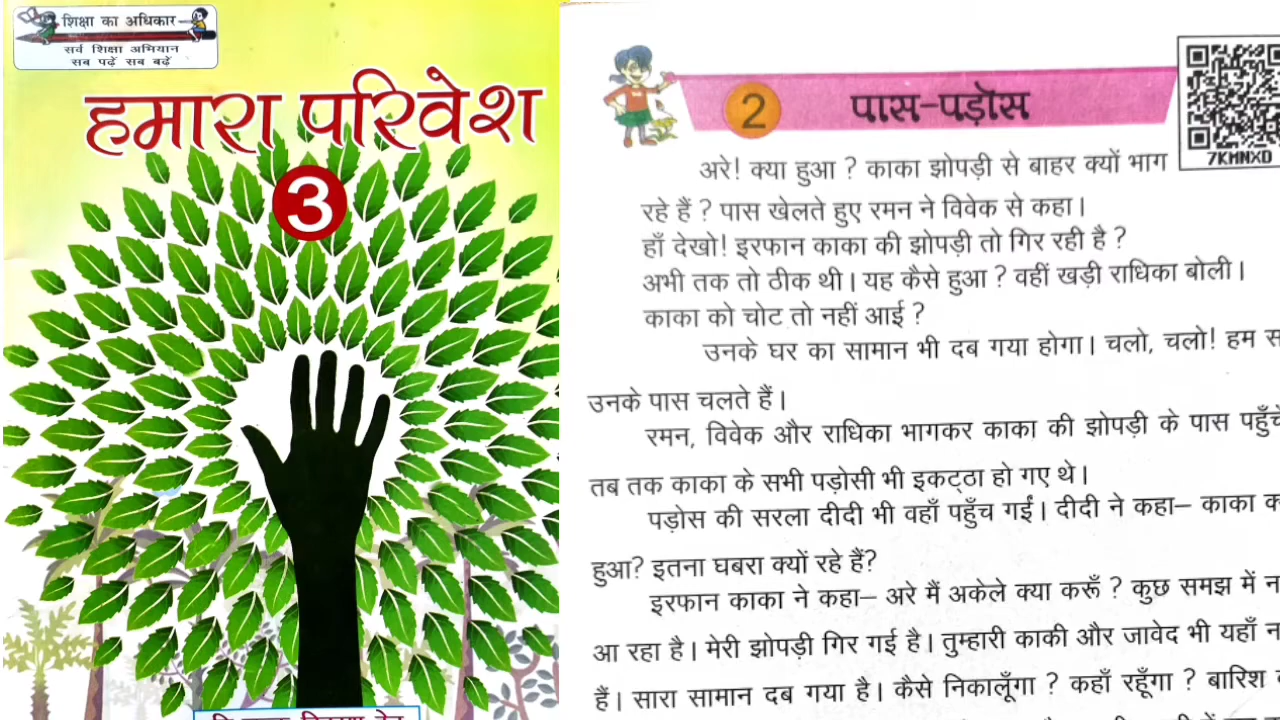 शिक्षा का अधिकार
सर्व शिक्षा अभियान
सब पढ़ें सब बढ़ें
हमारा परिवेश
3
2
पास-पड़ोस
7KMNXD
अरे! क्या हुआ ? काका झोपड़ी से बाहर क्यों भाग
रहे हैं ? पास खेलते हुए रमन ने विवेक से कहा।
हाँ देखो! इरफान काका की झोपड़ी तो गिर रही है ?
अभी तक तो ठीक थी। यह कैसे हुआ ? वहीं खड़ी राधिका बोली।
काका को चोट तो नहीं आई ?
उनके घर का सामान भी दब गया होगा। चलो, चलो! हम
उनके पास चलते हैं।
रमन, विवेक और राधिका भागकर काका की झोपड़ी के पास
तब तक काका के सभी पड़ोसी भी इकट्ठा हो गए थे।
पड़ोस की सरला दीदी भी वहाँ पहुँच गईं। दीदी ने कहा– काका
हुआ? इतना घबरा क्यों रहे हैं?
इरफान काका ने कहा– अरे मैं अकेले क्या करूँ ? कुछ समझ में
आ रहा है। मेरी झोपड़ी गिर गई है। तुम्हारी काकी और जावेद भी यहाँ
हैं। सारा सामान दब गया है। कैसे निकालूँगा ? कहाँ रहूँगा ? बारिश